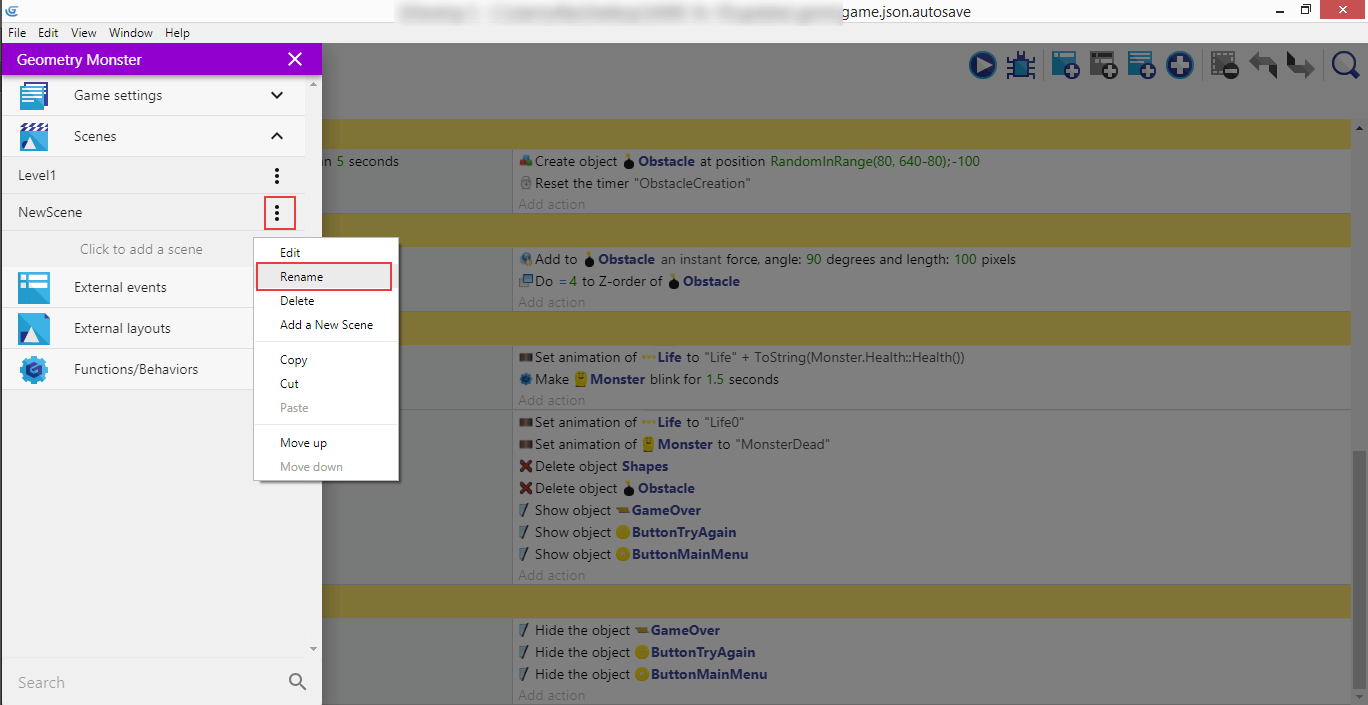 game.json.autosave
File Edit View Window Help
Geometry Monster
Game settings
Scenes
Level1
NewScene
Click to add a scene
External events
External layouts
Functions/Behaviors
Search
Edit
Rename
Delete
Add a New Scene
Copy
Cut
Paste
Move up
Move down
5 seconds
Create object Obstacle at position RandomInRange(80, 640-80);-100
Reset the timer "ObstacleCreation"
Add action
Add to Obstacle an instant force, angle: 90 degrees and length: 100 pixels
Do =4 to Z-order of Obstacle
Add action
Set animation of Life to "Life" + ToString(Monster.Health::Health())
Make Monster blink for 1.5 seconds
Add action
Set animation of Life to "Life0"
Set animation of Monster to "MonsterDead"
Delete object Shapes
Delete object Obstacle
Show object GameOver
Show object ButtonTryAgain
Show object ButtonMainMenu
Add action
Hide the object GameOver
Hide the object ButtonTryAgain
Hide the object ButtonMainMenu
Add action